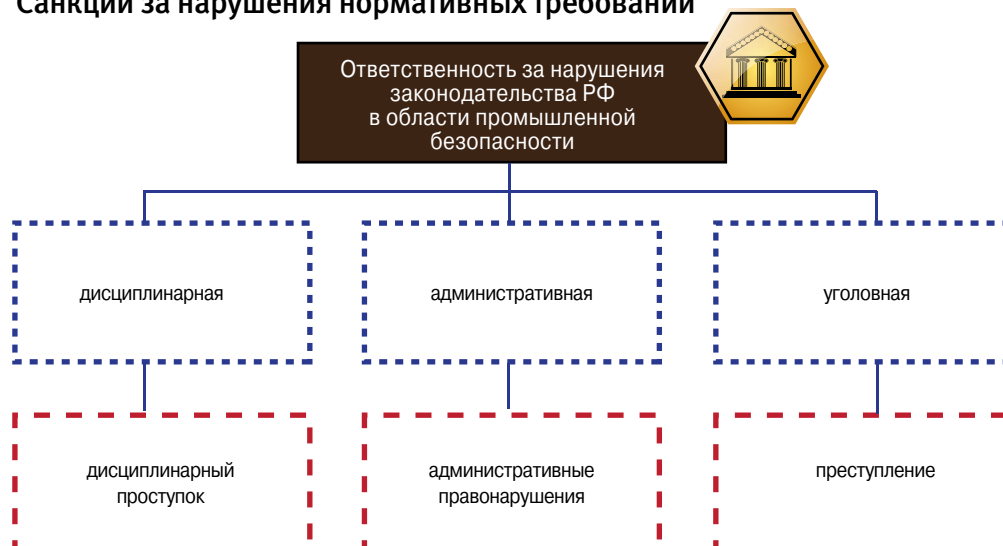 Санкции за нарушения нормативных требований
Ответственность за нарушения
законодательства РФ
в области промышленной
безопасности
дисциплинарная
административная
уголовная
дисциплинарный
проступок
административные
правонарушения
преступление